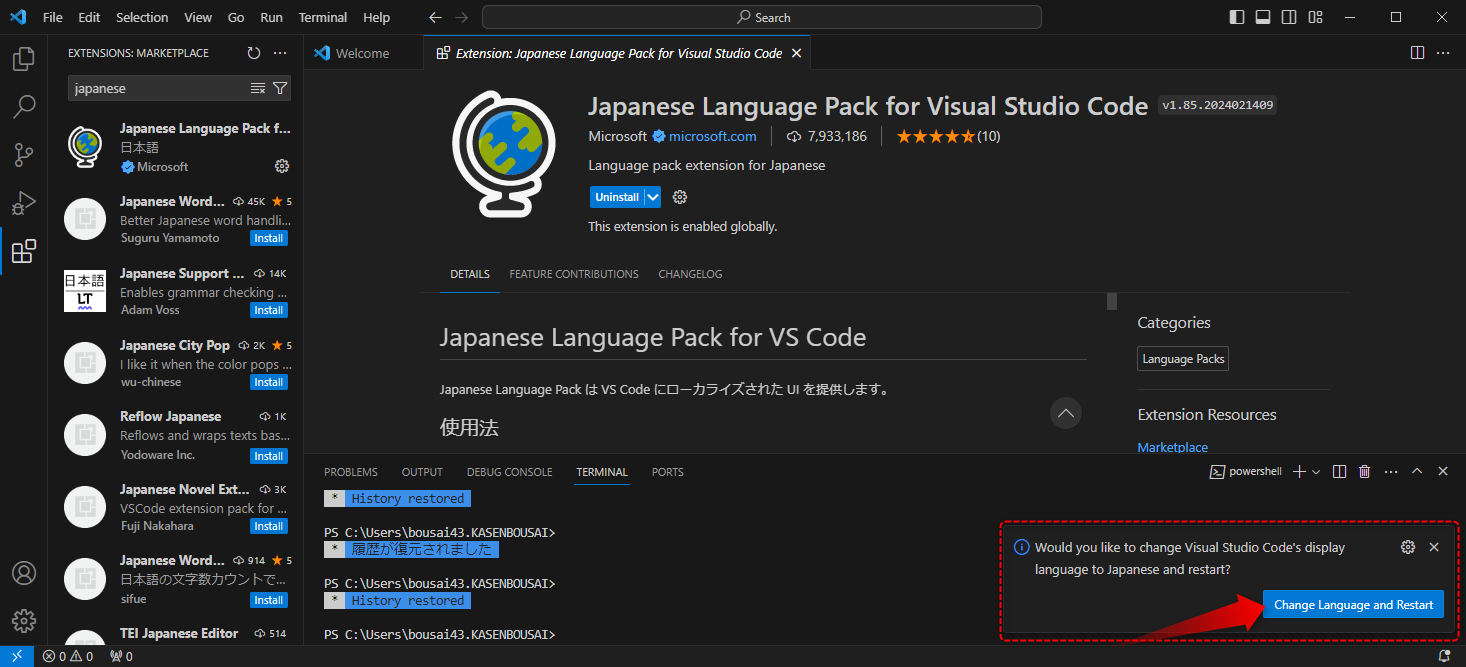 File Edit Selection View Go Run Terminal Help
Search
EXTENSIONS: MARKETPLACE
japanese
Japanese Language Pack f...
日本語
Microsoft
Japanese Word... 45K 5
Better Japanese word handli...
Suguru Yamamoto Install
日本語
LT
Japanese Support ... 14K
Enables grammar checking ...
Adam Voss Install
Japanese City Pop 2K 5
I like it when the color pops ...
wu-chinese Install
Reflow Japanese 1K
Reflows and wraps texts bas...
Yodoware Inc. Install
Japanese Novel Ext... 3K
VSCode extension pack for ...
Fuji Nakahara Install
Japanese Word... 914 5
日本語の文字数カウントで...
sifue Install
TEI Japanese Editor 514
Welcome
Extension: Japanese Language Pack for Visual Studio Code
Japanese Language Pack for Visual Studio Code v1.85.2024021409
Microsoft microsoft.com 7,933,186 (10)
Language pack extension for Japanese
Uninstall
This extension is enabled globally.
DETAILS FEATURE CONTRIBUTIONS CHANGELOG
Japanese Language Pack for VS Code
Japanese Language Pack は VS Code にローカライズされた UI を提供します。
使用法
Categories
Language Packs
Extension Resources
Marketplace
PROBLEMS OUTPUT DEBUG CONSOLE TERMINAL PORTS
powershell
* History restored
PS C:\Users\bousai43.KASENBOUSAI>
* 履歴が復元されました
PS C:\Users\bousai43.KASENBOUSAI>
* History restored
PS C:\Users\bousai43.KASENBOUSAI>
Would you like to change Visual Studio Code's display
language to Japanese and restart?
Change Language and Restart
0 0 0